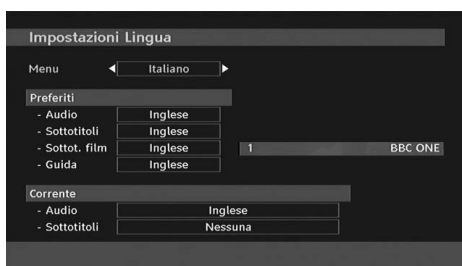 Impostazioni Lingua
Menu Italiano
Preferiti
- Audio Inglese
- Sottotitoli Inglese
- Sottot. film Inglese 1 BBC ONE
- Guida Inglese
Corrente
- Audio Inglese
- Sottotitoli Nessuna